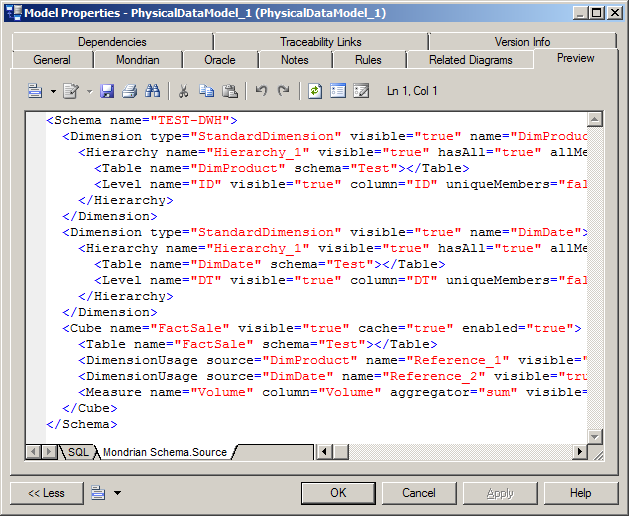 Model Properties - PhysicalDataModel_1 (PhysicalDataModel_1)
Dependencies Traceability Links Version Info
General Mondrian Oracle Notes Rules Related Diagrams Preview
Ln 1, Col 1
<Schema name="TEST-DWH">
<Dimension type="StandardDimension" visible="true" name="DimProduc
<Hierarchy name="Hierarchy_1" visible="true" hasAll="true" allMe
<Table name="DimProduct" schema="Test"></Table>
<Level name="ID" visible="true" column="ID" uniqueMembers="fal
</Hierarchy>
</Dimension>
<Dimension type="StandardDimension" visible="true" name="DimDate">
<Hierarchy name="Hierarchy_1" visible="true" hasAll="true" allMe
<Table name="DimDate" schema="Test"></Table>
<Level name="DT" visible="true" column="DT" uniqueMembers="fal
</Hierarchy>
</Dimension>
<Cube name="FactSale" visible="true" cache="true" enabled="true">
<Table name="FactSale" schema="Test"></Table>
<DimensionUsage source="DimProduct" name="Reference_1" visible="
<DimensionUsage source="DimDate" name="Reference_2" visible="tru
<Measure name="Volume" column="Volume" aggregator="sum" visible=
</Cube>
</Schema>
SQL Mondrian Schema.Source
<< Less OK Cancel Apply Help